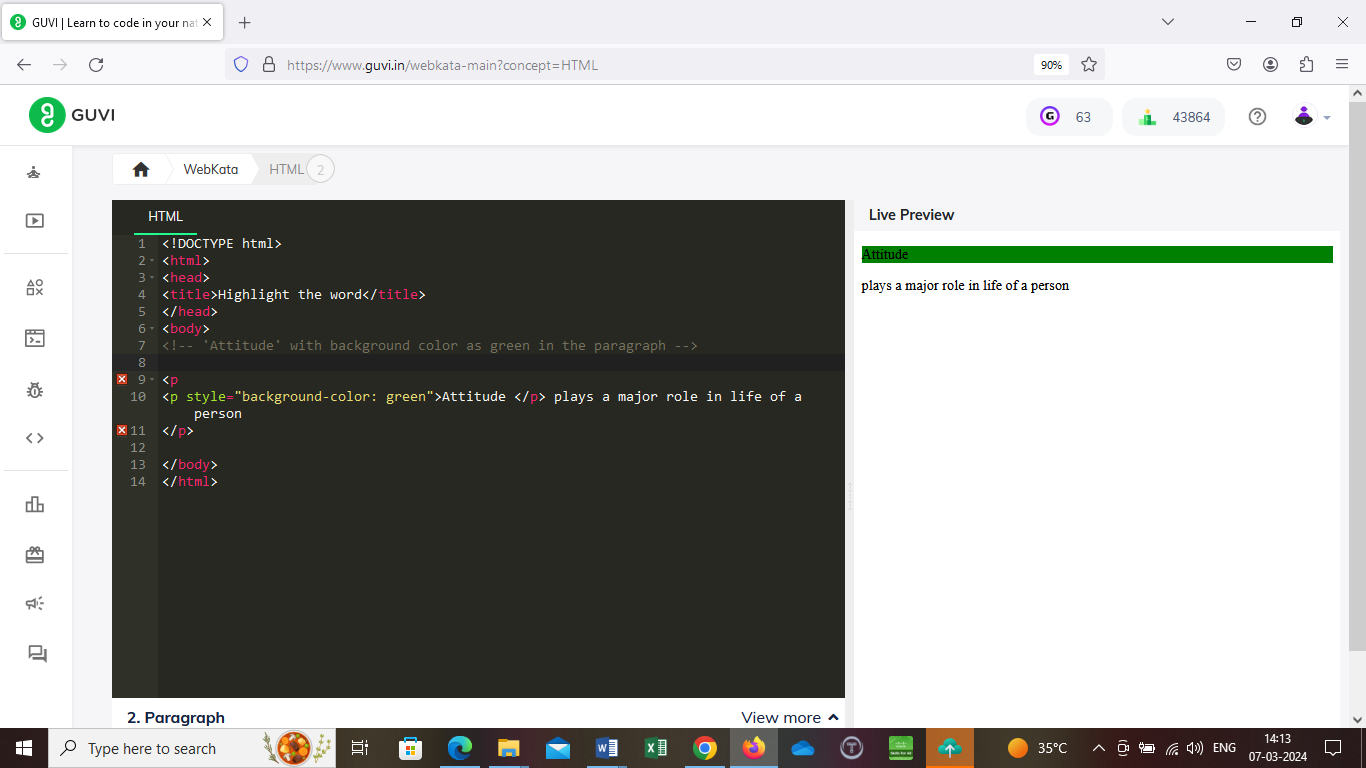 GUVI | Learn to code in your nat
https://www.guvi.in/webkata-main?concept=HTML
90%
GUVI
63
43864
WebKata
HTML
2
HTML
Live Preview
1 <!DOCTYPE html>
2 <html>
3 <head>
4 <title>Highlight the word</title>
5 </head>
6 <body>
7 <!-- 'Attitude' with background color as green in the paragraph -->
8
9 <p
10 <p style="background-color: green">Attitude </p> plays a major role in life of a
person
11 </p>
12
13 </body>
14 </html>
Attitude
plays a major role in life of a person
2. Paragraph
View more
Type here to search
35°C
ENG
14:13
07-03-2024